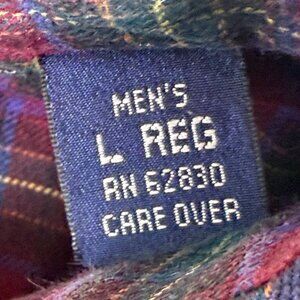 MEN'S
L REG
RN 62830
CARE OVER